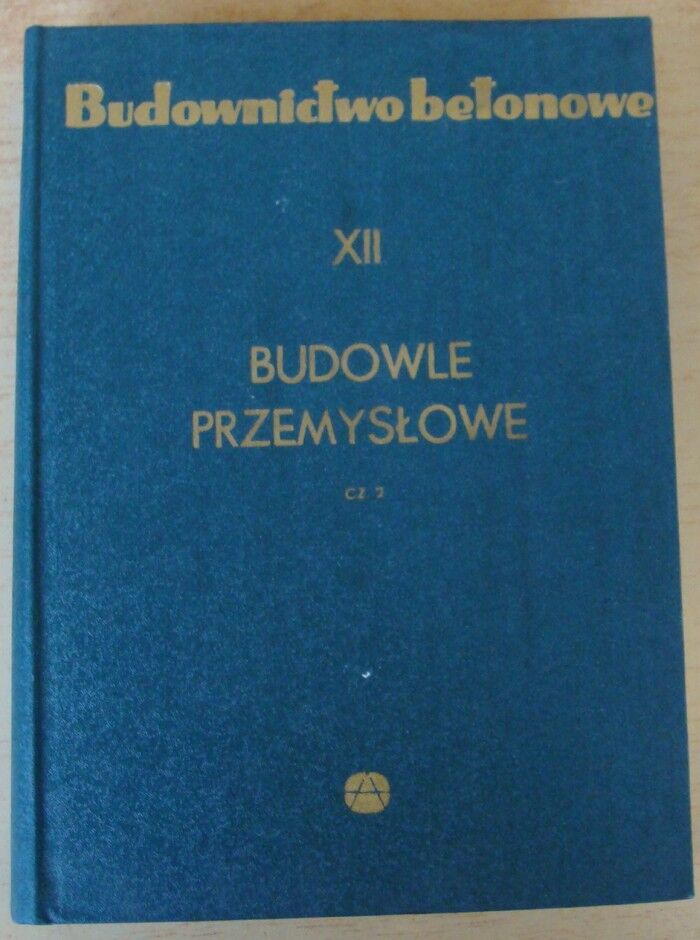 Budownictwo betonowe
XII
BUDOWLE
PRZEMYSŁOWE
CZ 2